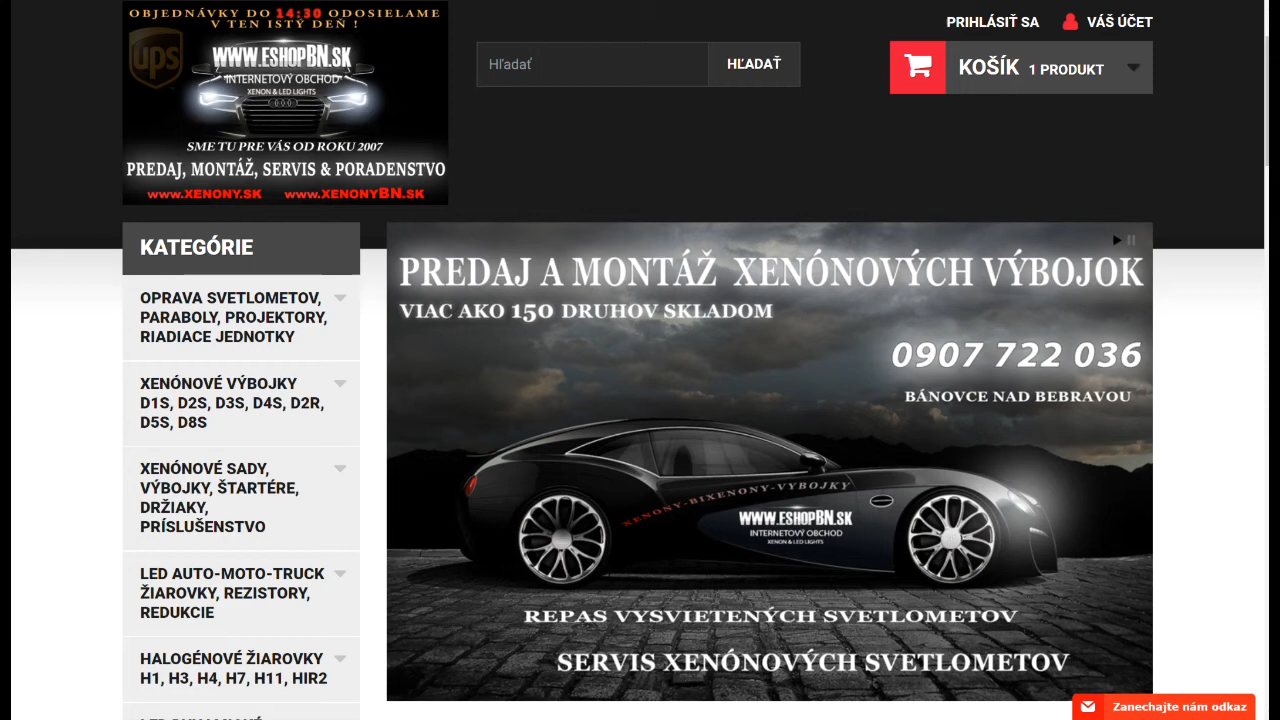 OBJEDNÁVKY DO 14:30 ODOSIELAME
V TEN ISTÝ DEŇ !
ups
WWW.ESHOPBN.SK
INTERNETOVÝ OBCHOD
XENON & LED LIGHTS
SME TU PRE VÁS OD ROKU 2007
PREDAJ, MONTÁŽ, SERVIS & PORADENSTVO
www.XENONY.SK www.XENONYBN.SK
Hľadať
HĽADAŤ
PRIHLÁSIŤ SA
VÁŠ ÚČET
KOŠÍK 1 PRODUKT
KATEGÓRIE
OPRAVA SVETLOMETOV,
PARABOLY, PROJEKTORY,
RIADIACE JEDNOTKY
XENÓNOVÉ VÝBOJKY
D1S, D2S, D3S, D4S, D2R,
D5S, D8S
XENÓNOVÉ SADY,
VÝBOJKY, ŠTARTÉRE,
DRŽIAKY,
PRÍSLUŠENSTVO
LED AUTO-MOTO-TRUCK
ŽIAROVKY, REZISTORY,
REDUKCIE
HALOGÉNOVÉ ŽIAROVKY
H1, H3, H4, H7, H11, HIR2
PREDAJ A MONTÁŽ XENÓNOVÝCH VÝBOJOK
VIAC AKO 150 DRUHOV SKLADOM
0907 722 036
BÁNOVCE NAD BEBRAVOU
XENONY-BIXENONY-VYBOJKY
WWW.ESHOPBN.SK
INTERNETOVÝ OBCHOD
XENON & LED LIGHTS
REPAS VYSVIETENÝCH SVETLOMETOV
SERVIS XENÓNOVÝCH SVETLOMETOV
Zanechajte nám odkaz